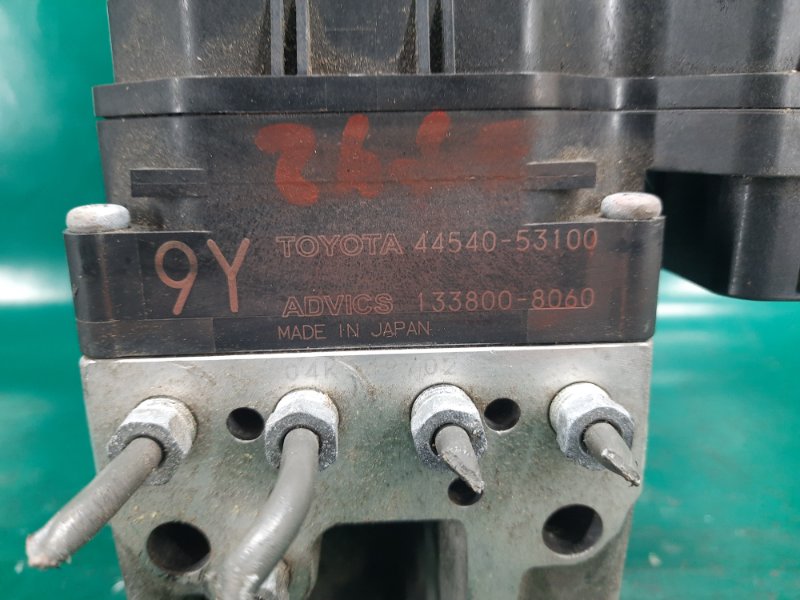 9Y
TOYOTA 44540-53100
ADVICS 133800-8060
MADE IN JAPAN